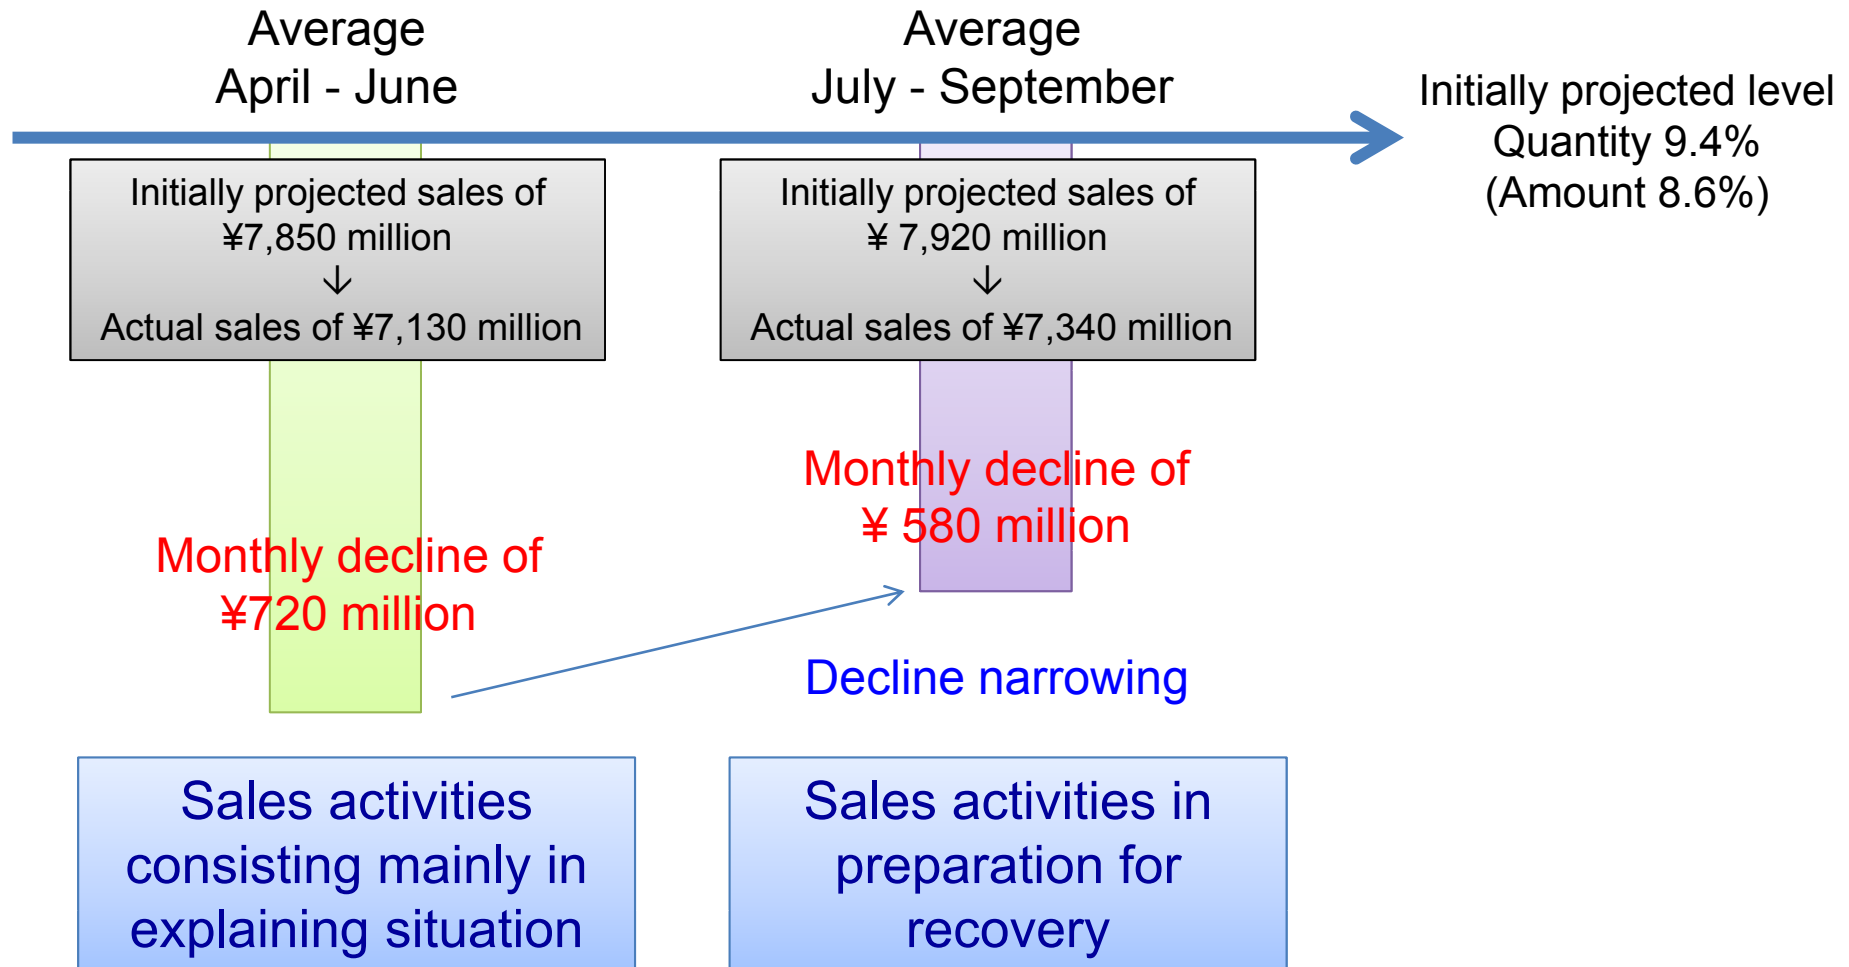 Average
April - June
Average
July - September
Initially projected level
Quantity 9.4%
(Amount 8.6%)
Initially projected sales of
¥7,850 million
↓
Actual sales of ¥7,130 million
Initially projected sales of
¥ 7,920 million
↓
Actual sales of ¥7,340 million
Monthly decline of
¥720 million
Monthly decline of
¥ 580 million
Decline narrowing
Sales activities
consisting mainly in
explaining situation
Sales activities in
preparation for
recovery